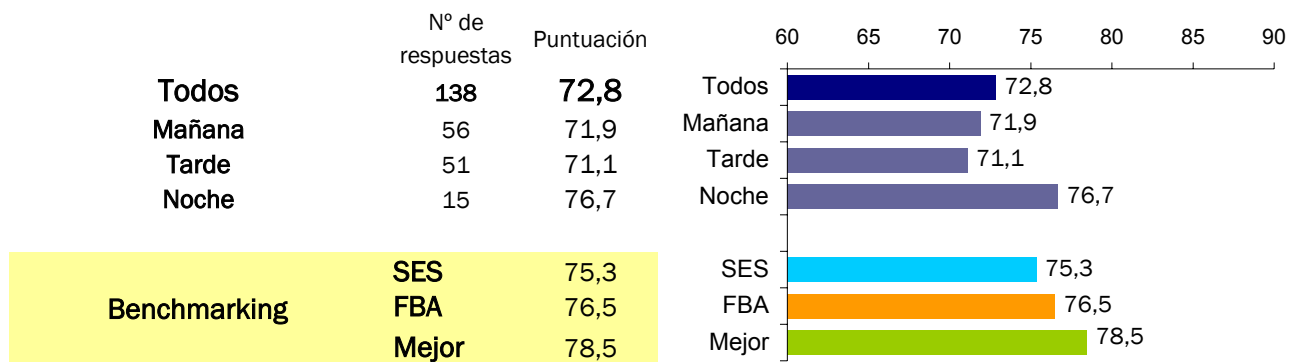 Nº de respuestas Puntuación
Todos 138 72,8
Mañana 56 71,9
Tarde 51 71,1
Noche 15 76,7
Benchmarking
SES 75,3
FBA 76,5
Mejor 78,5
60 65 70 75 80 85 90
Todos 72,8
Mañana 71,9
Tarde 71,1
Noche 76,7
SES 75,3
FBA 76,5
Mejor 78,5